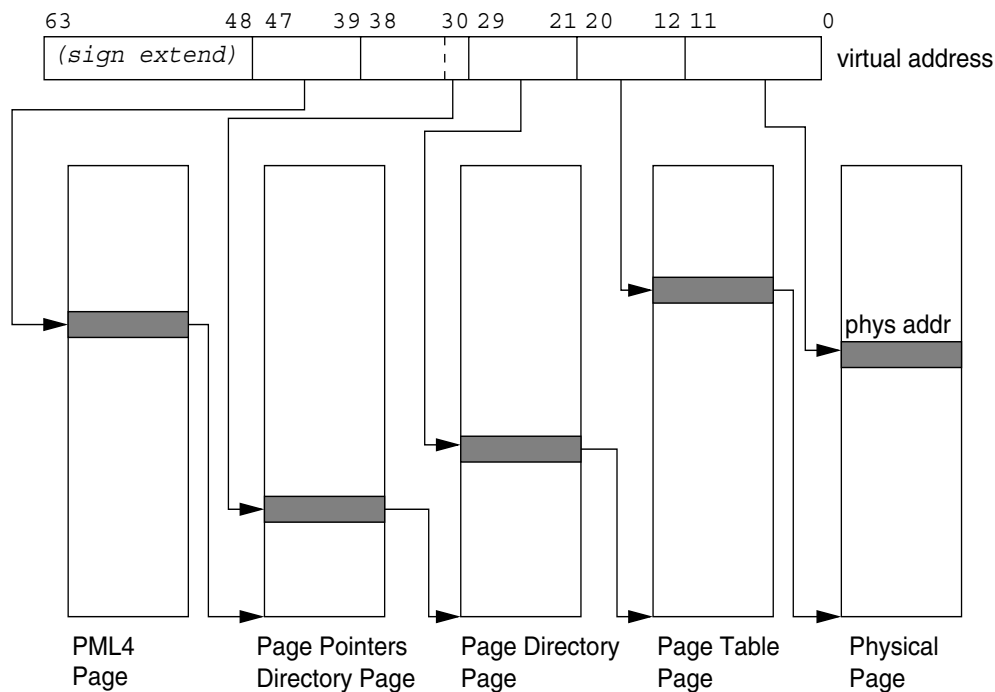 63 48 47 39 38 30 29 21 20 12 11 0
(sign extend) virtual address
phys addr
PML4 Page
Page Pointers Directory Page
Page Directory Page
Page Table Page
Physical Page